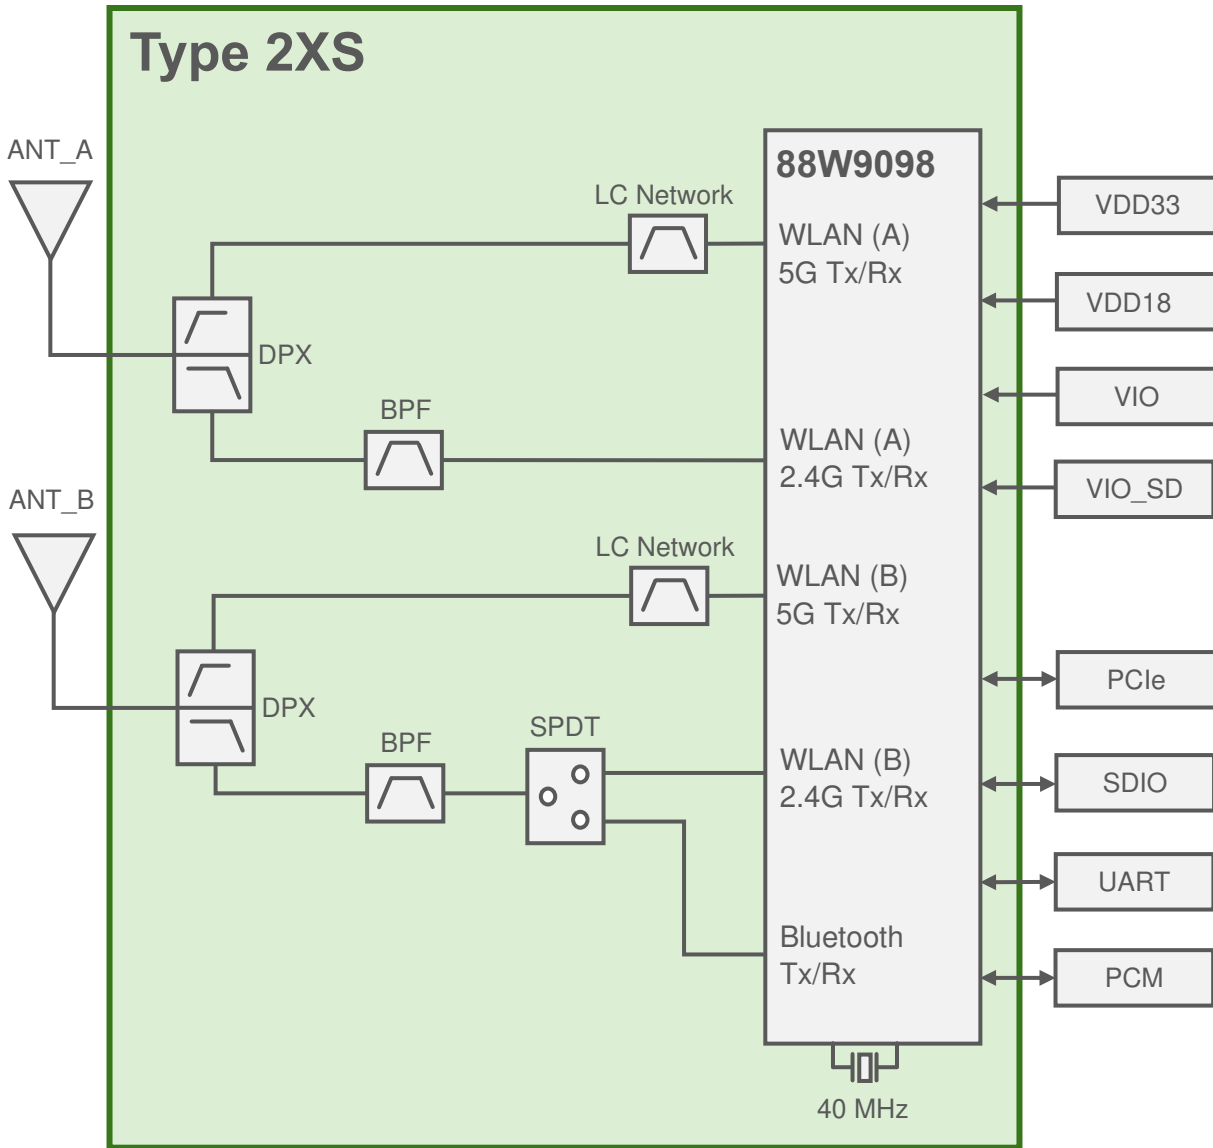 Type 2XS
ANT_A
88W9098
VDD33
LC Network
WLAN (A)
5G Tx/Rx
VDD18
DPX
VIO
BPF
WLAN (A)
2.4G Tx/Rx
VIO_SD
ANT_B
LC Network
WLAN (B)
5G Tx/Rx
PCIe
DPX
SPDT
BPF
WLAN (B)
2.4G Tx/Rx
SDIO
UART
Bluetooth
Tx/Rx
PCM
40 MHz